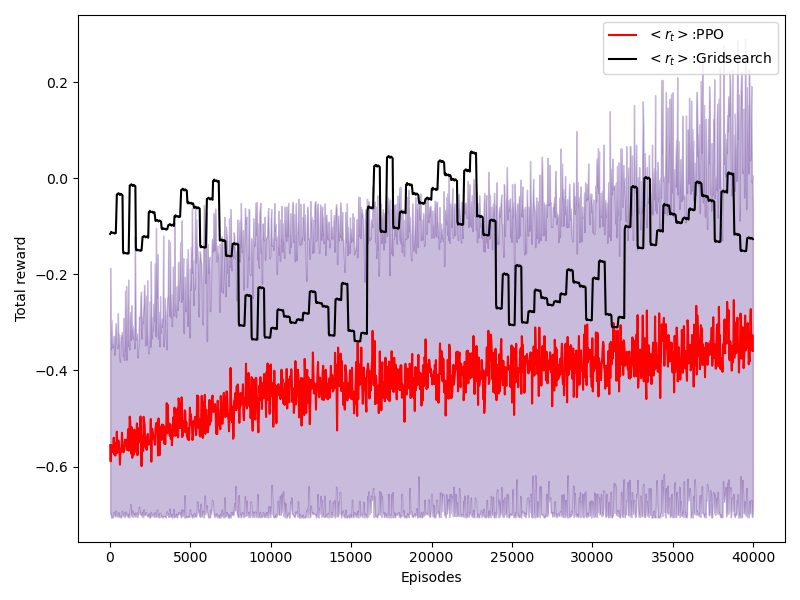 < r_t > :PPO
< r_t > :Gridsearch
Total reward
0.2
0.0
−0.2
−0.4
−0.6
0 5000 10000 15000 20000 25000 30000 35000 40000
Episodes